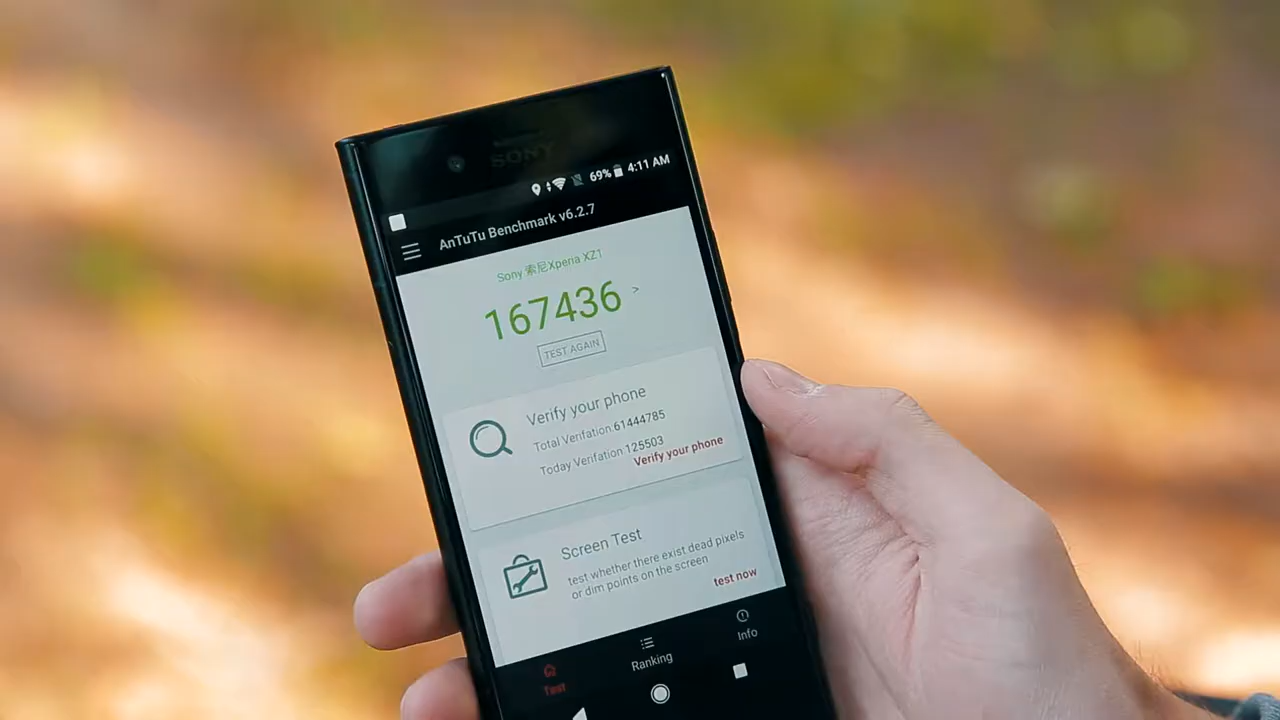 SONY
69% 4:11 AM
AnTuTu Benchmark v6.2.7
Sony 索尼Xperia XZ1
167436 >
TEST AGAIN
Verify your phone
Total Verifation:61444785
Today Verifation 125503
Verify your phone
Screen Test
test whether there exist dead pixels
or dim points on the screen
test now
Test
Ranking
Info